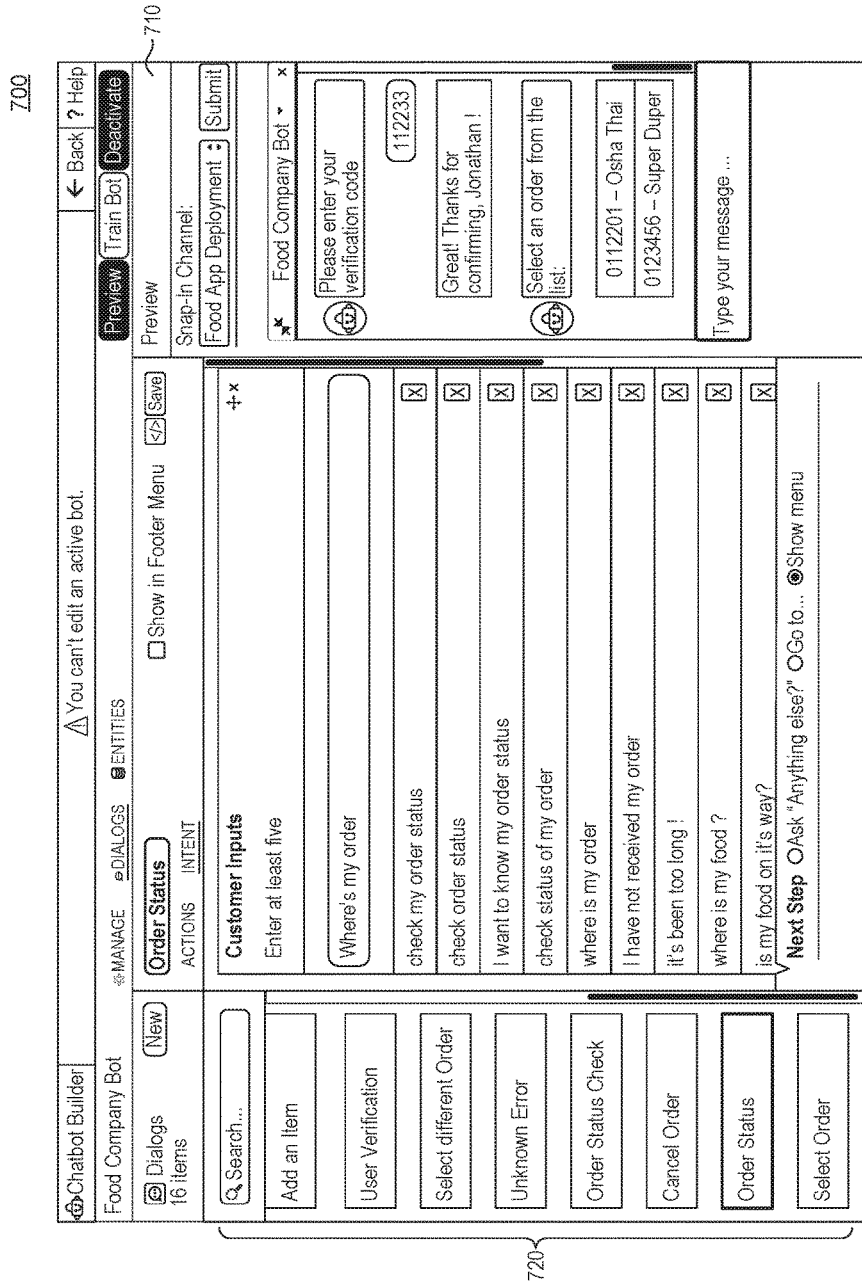 700
Chatbot Builder
⚠ You can't edit an active bot.
← Back ? Help
Food Company Bot
MANAGE DIALOGS ENTITIES
Preview Train Bot Deactivate
Dialogs
16 items
New
Search...
Add an Item
User Verification
Select different Order
Unknown Error
Order Status Check
Cancel Order
Order Status
Select Order
720
Order Status
Show in Footer Menu </> Save
ACTIONS INTENT
Customer Inputs
Enter at least five
Where's my order
check my order status X
check order status X
I want to know my order status X
check status of my order X
where is my order X
I have not received my order X
it's been too long ! X
where is my food ? X
is my food on it's way? X
Next Step Ask "Anything else?" Go to... Show menu
Preview
710
Snap-In Channel:
Food App Deployment Submit
Food Company Bot x
Please enter your
verification code
112233
Great! Thanks for
confirming, Jonathan !
Select an order from the
list:
0112201 – Osha Thai
0123456 – Super Duper
Type your message ...